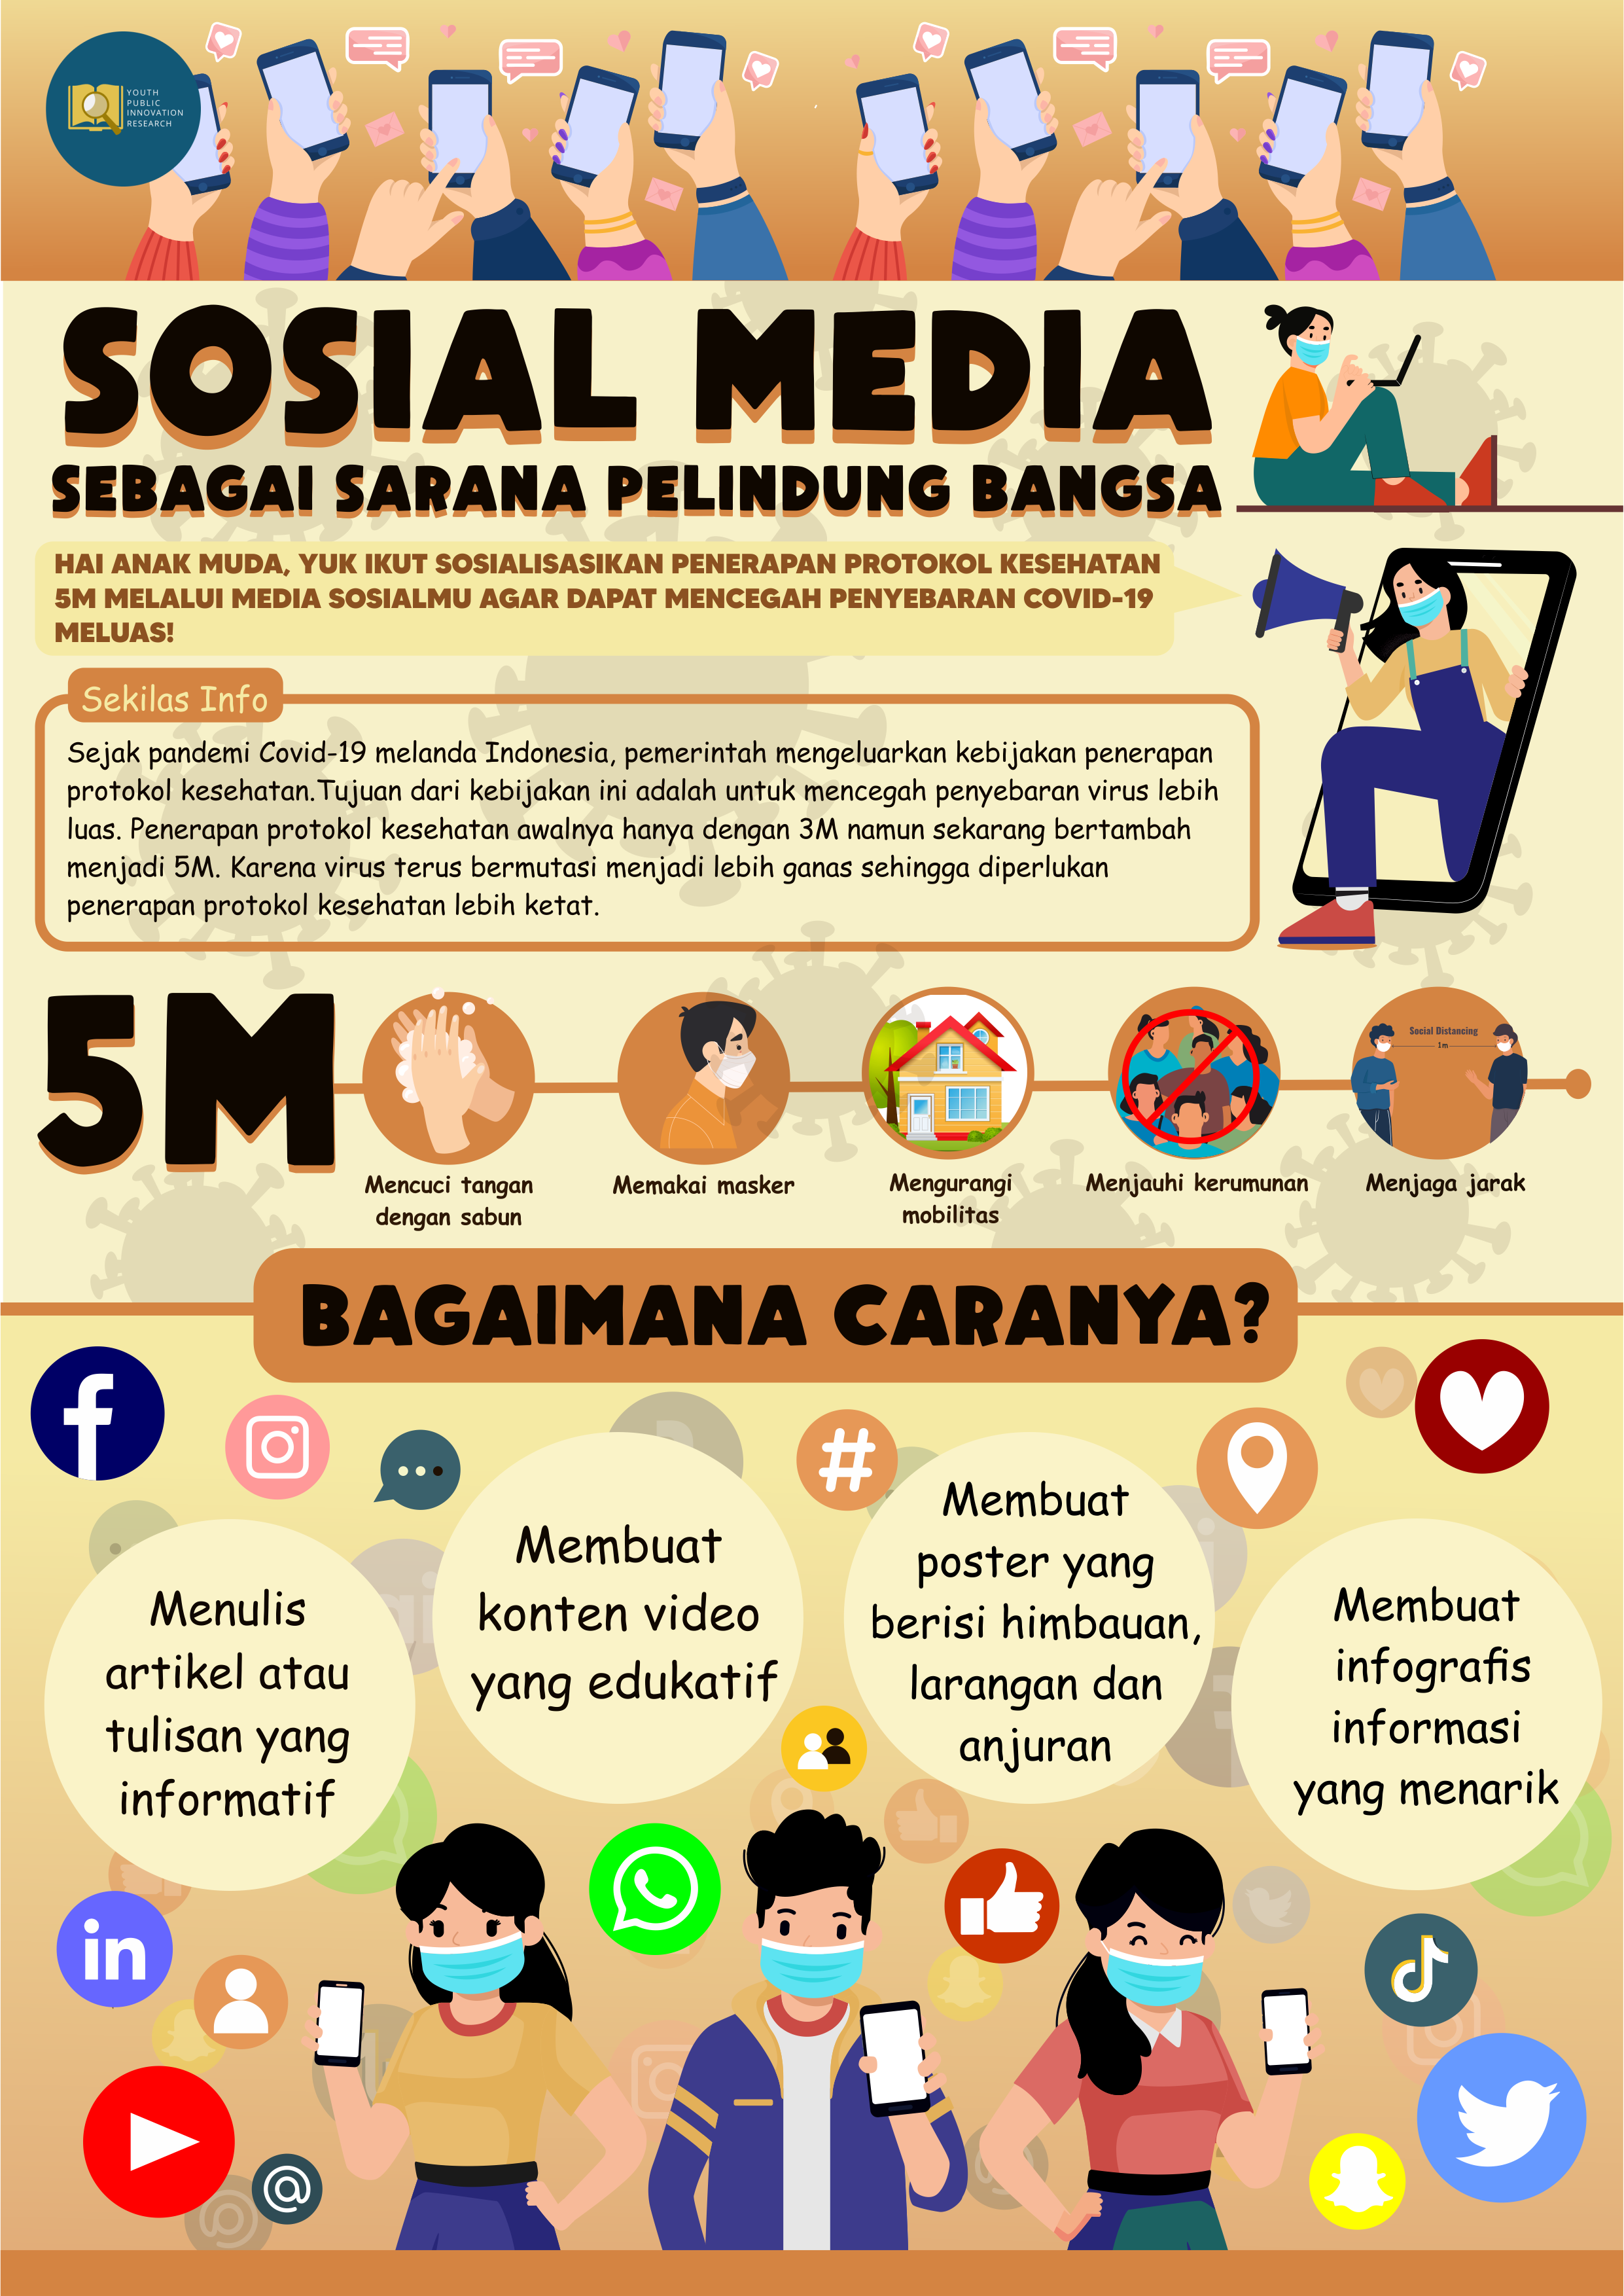 YOUTH
PUBLIC
INNOVATION
RESEARCH
SOSIAL MEDIA
SEBAGAI SARANA PELINDUNG BANGSA
HAI ANAK MUDA, YUK IKUT SOSIALISASIKAN PENERAPAN PROTOKOL KESEHATAN
5M MELALUI MEDIA SOSIALMU AGAR DAPAT MENCEGAH PENYEBARAN COVID-19
MELUAS!
Sekilas Info
Sejak pandemi Covid-19 melanda Indonesia, pemerintah mengeluarkan kebijakan penerapan
protokol kesehatan.Tujuan dari kebijakan ini adalah untuk mencegah penyebaran virus lebih
luas. Penerapan protokol kesehatan awalnya hanya dengan 3M namun sekarang bertambah
menjadi 5M. Karena virus terus bermutasi menjadi lebih ganas sehingga diperlukan
penerapan protokol kesehatan lebih ketat.
5M
Mencuci tangan
dengan sabun
Memakai masker
Mengurangi
mobilitas
Menjauhi kerumunan
Social Distancing
1m
Menjaga jarak
BAGAIMANA CARANYA?
Menulis
artikel atau
tulisan yang
informatif
Membuat
konten video
yang edukatif
Membuat
poster yang
berisi himbauan,
larangan dan
anjuran
Membuat
infografis
informasi
yang menarik